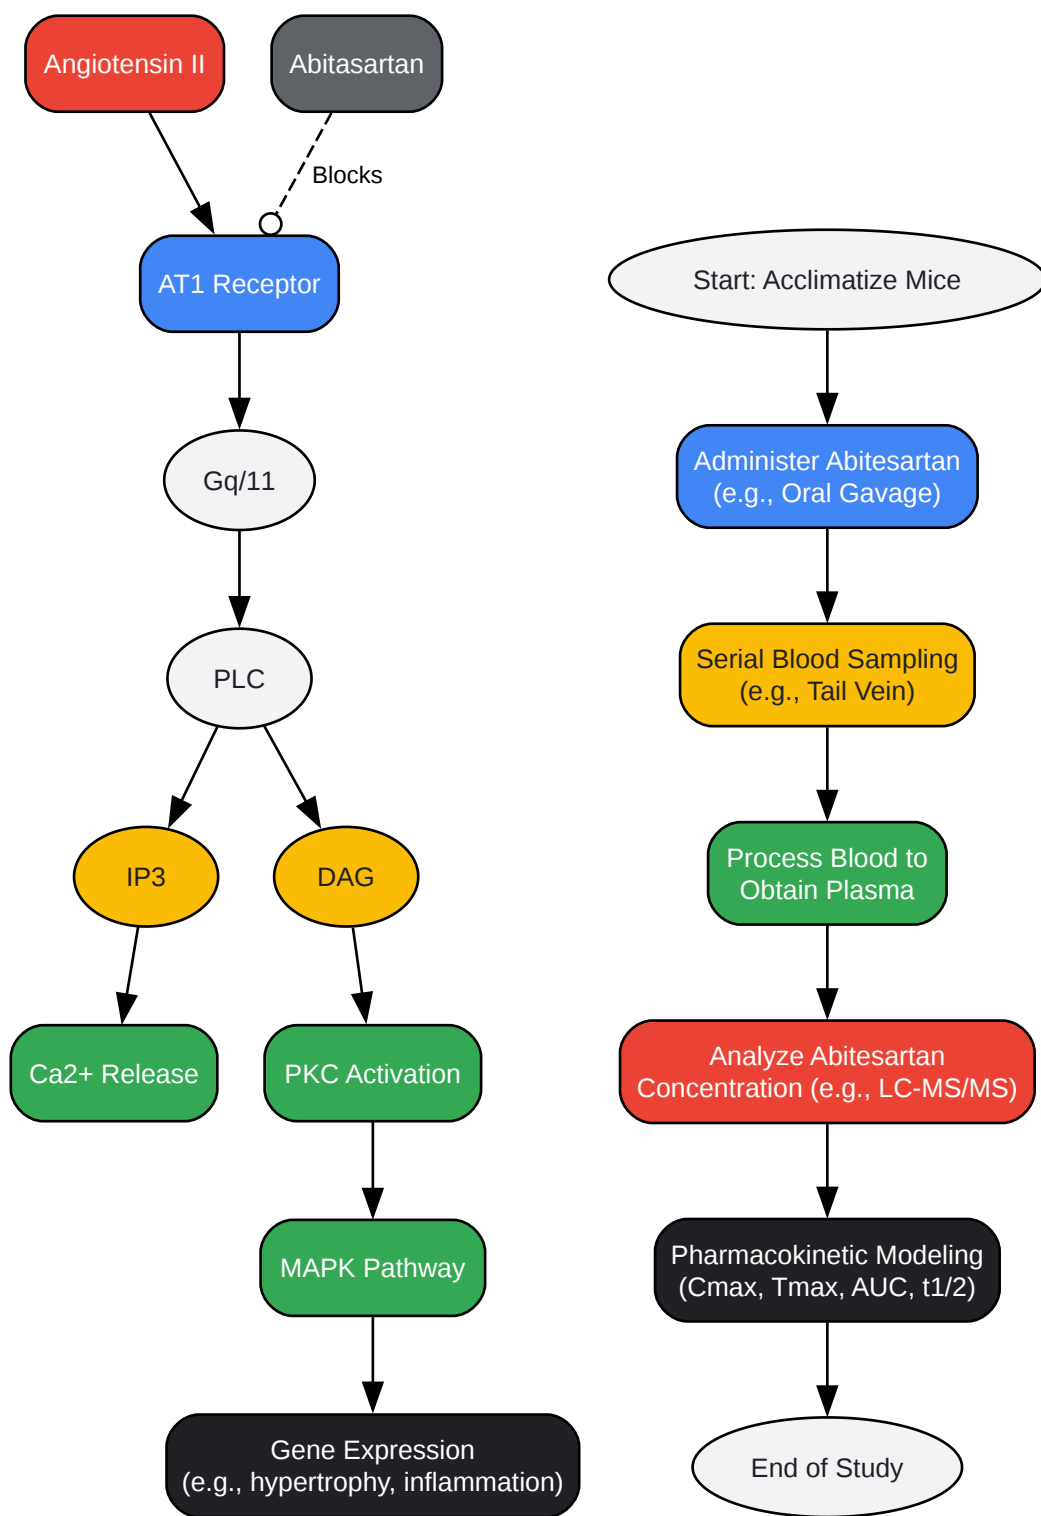 Angiotensin II
Abitasartan
Blocks
AT1 Receptor
Gq/11
PLC
IP3
DAG
Ca2+ Release
PKC Activation
MAPK Pathway
Gene Expression
(e.g., hypertrophy, inflammation)
Start: Acclimatize Mice
Administer Abitesartan
(e.g., Oral Gavage)
Serial Blood Sampling
(e.g., Tail Vein)
Process Blood to
Obtain Plasma
Analyze Abitesartan
Concentration (e.g., LC-MS/MS)
Pharmacokinetic Modeling
(Cmax, Tmax, AUC, t1/2)
End of Study